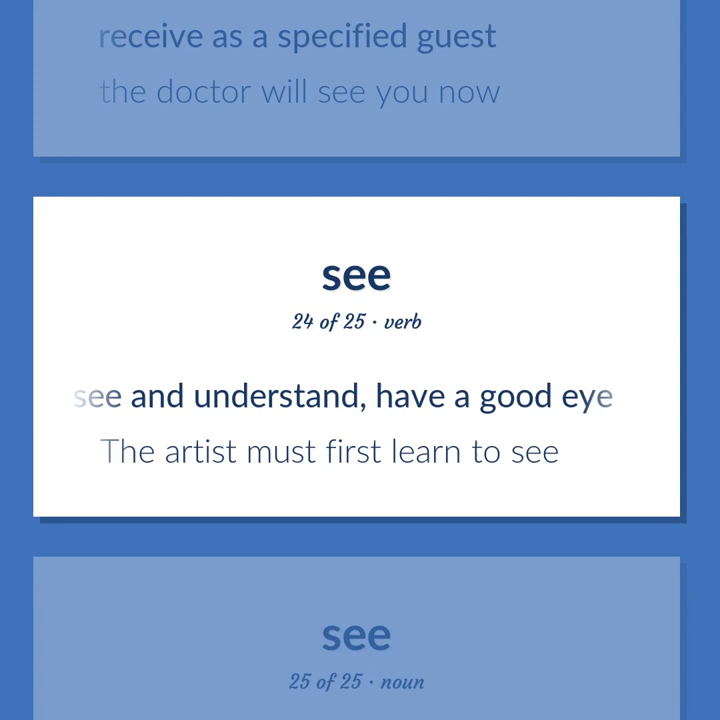 receive as a specified guest
the doctor will see you now
see
24 of 25 · verb
see and understand, have a good eye
The artist must first learn to see
see
25 of 25 · noun